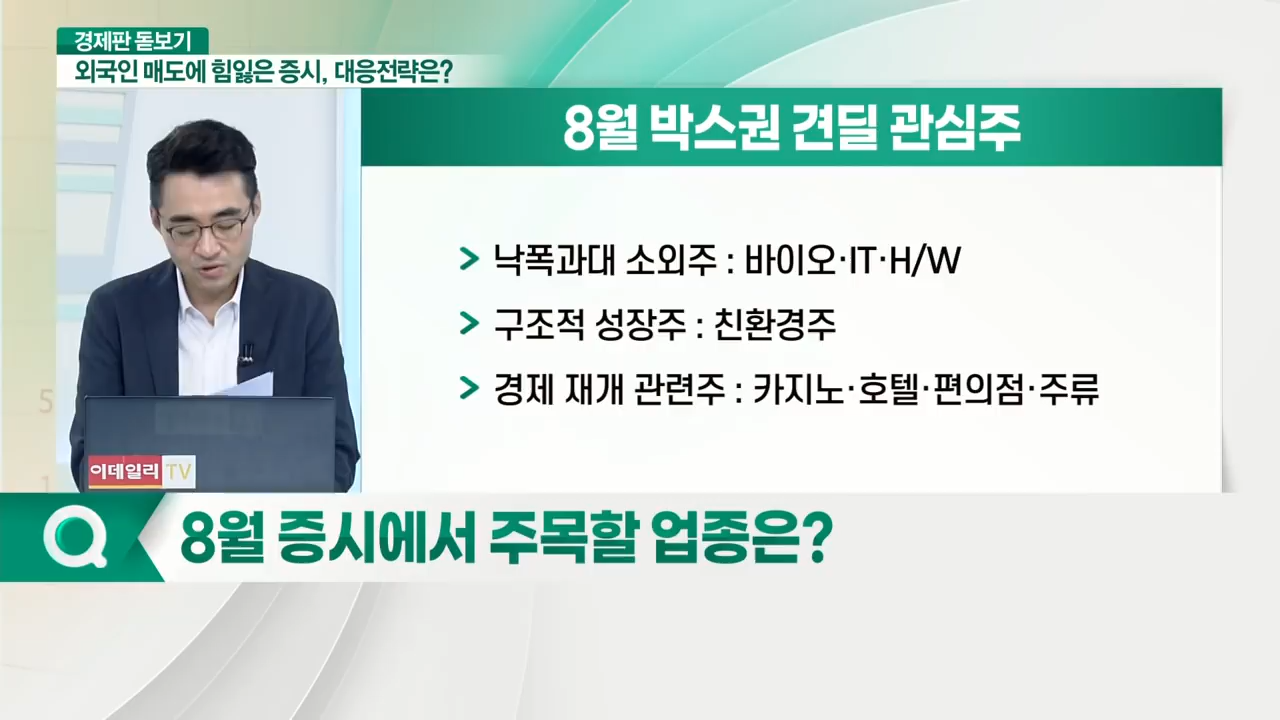 경제판 돋보기
외국인 매도에 힘잃은 증시, 대응전략은?
8월 박스권 견딜 관심주
> 낙폭과대 소외주 : 바이오·IT·H/W
> 구조적 성장주 : 친환경주
> 경제 재개 관련주 : 카지노·호텔·편의점·주류
5
1
이데일리 TV
Q 8월 증시에서 주목할 업종은?